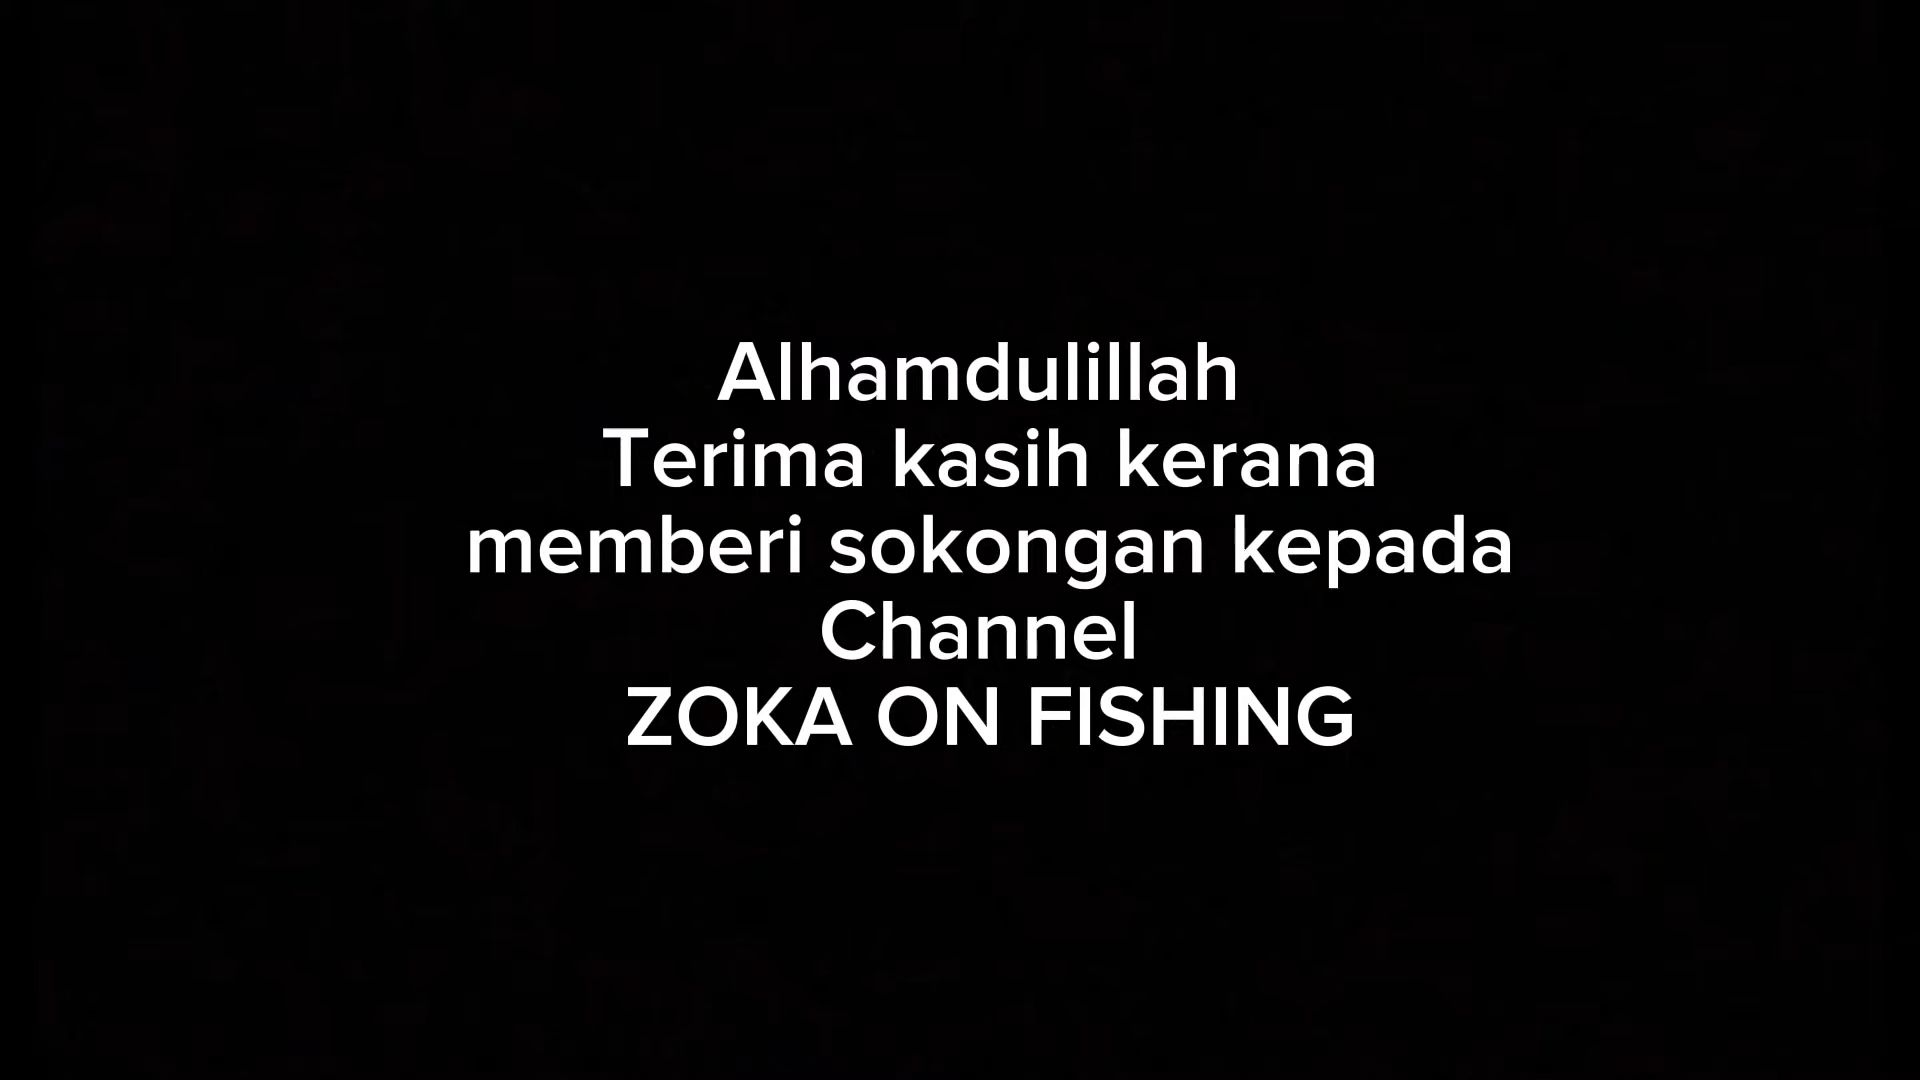 Alhamdulillah
Terima kasih kerana
memberi sokongan kepada
Channel
ZOKA ON FISHING